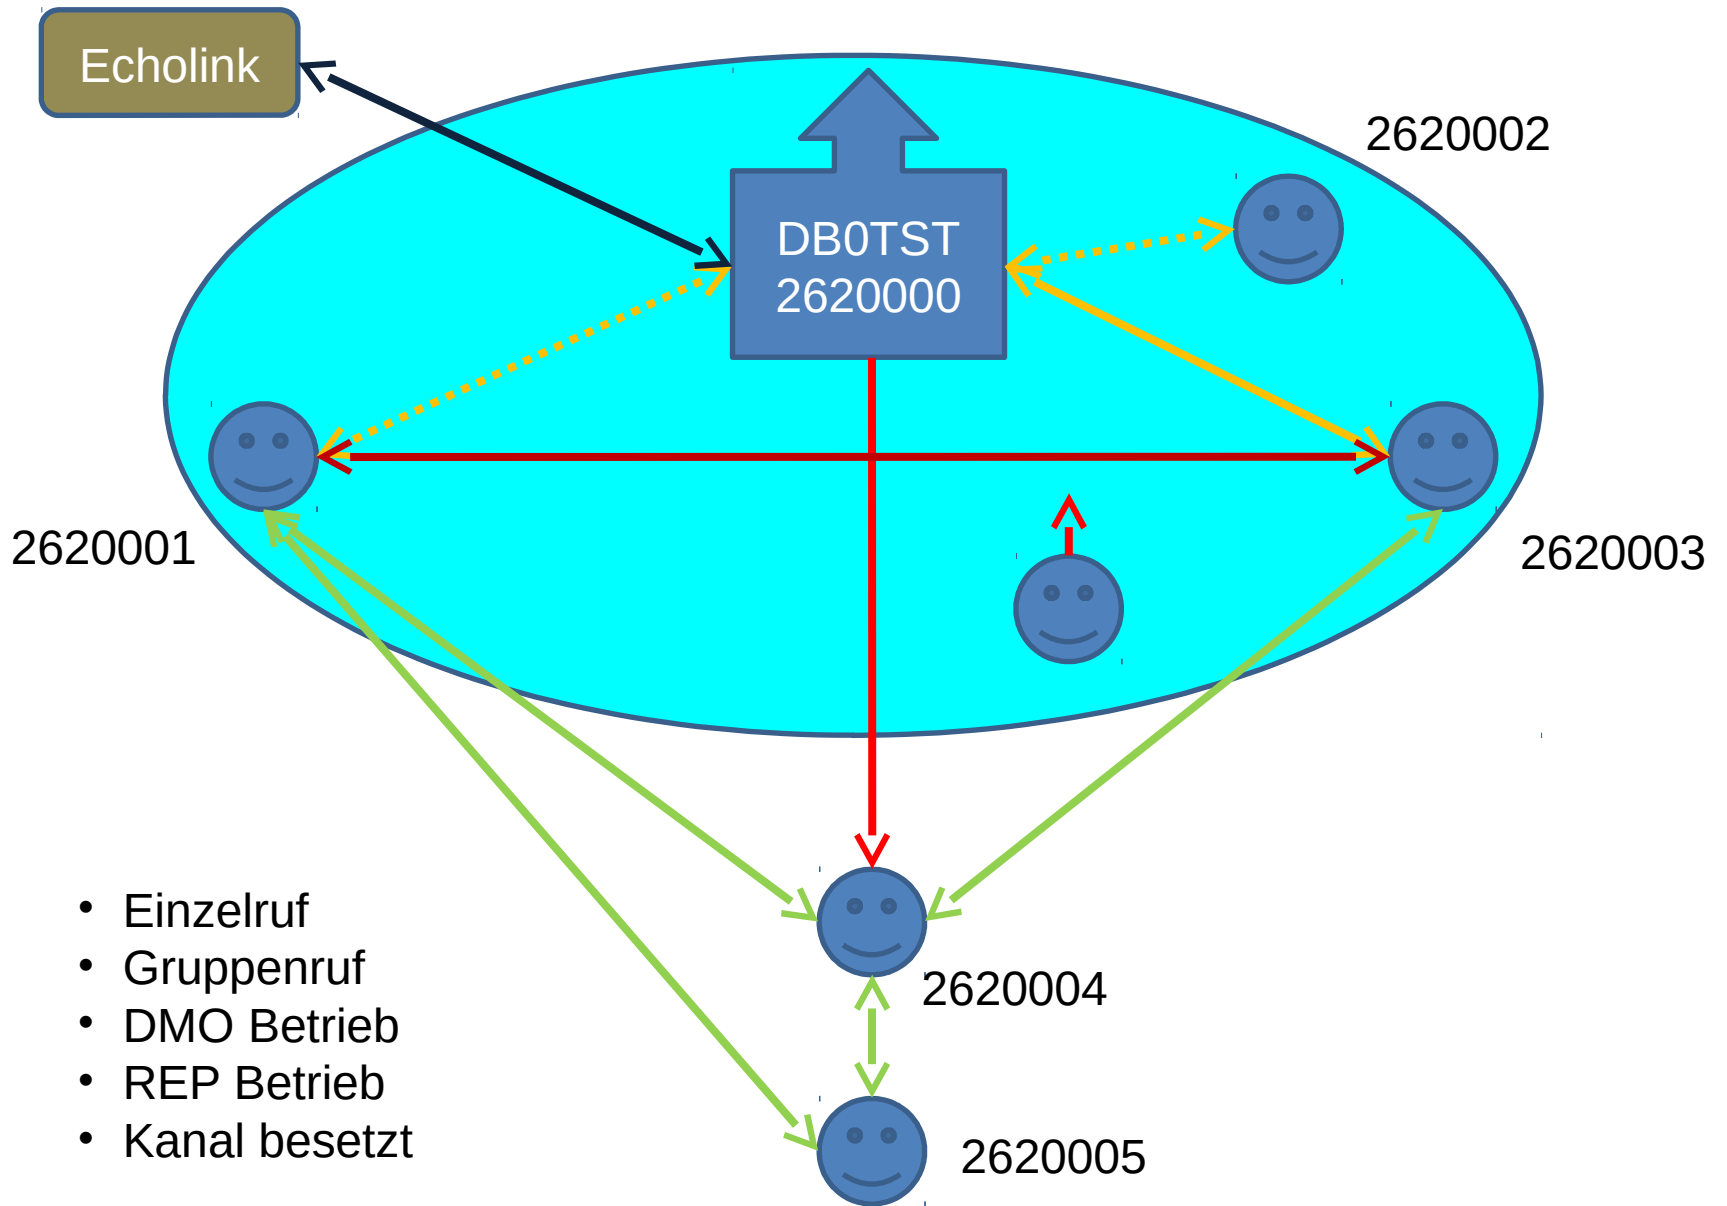 Echolink
2620002
DB0TST
2620000
2620001
2620003
• Einzelruf
• Gruppenruf
• DMO Betrieb
• REP Betrieb
• Kanal besetzt
2620004
2620005